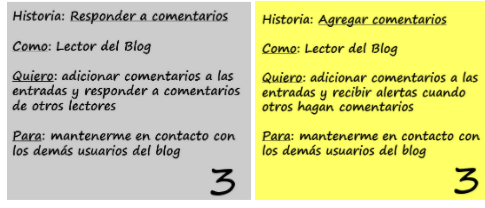 Historia: Responder a comentarios
Como: Lector del Blog
Quiero: adicionar comentarios a las
entradas y responder a comentarios
de otros lectores
Para: mantenerme en contacto con
los demás usuarios del blog
3
Historia: Agregar comentarios
Como: Lector del Blog
Quiero: adicionar comentarios a las
entradas y recibir alertas cuando
otros hagan comentarios
Para: mantenerme en contacto con
los demás usuarios del blog
3